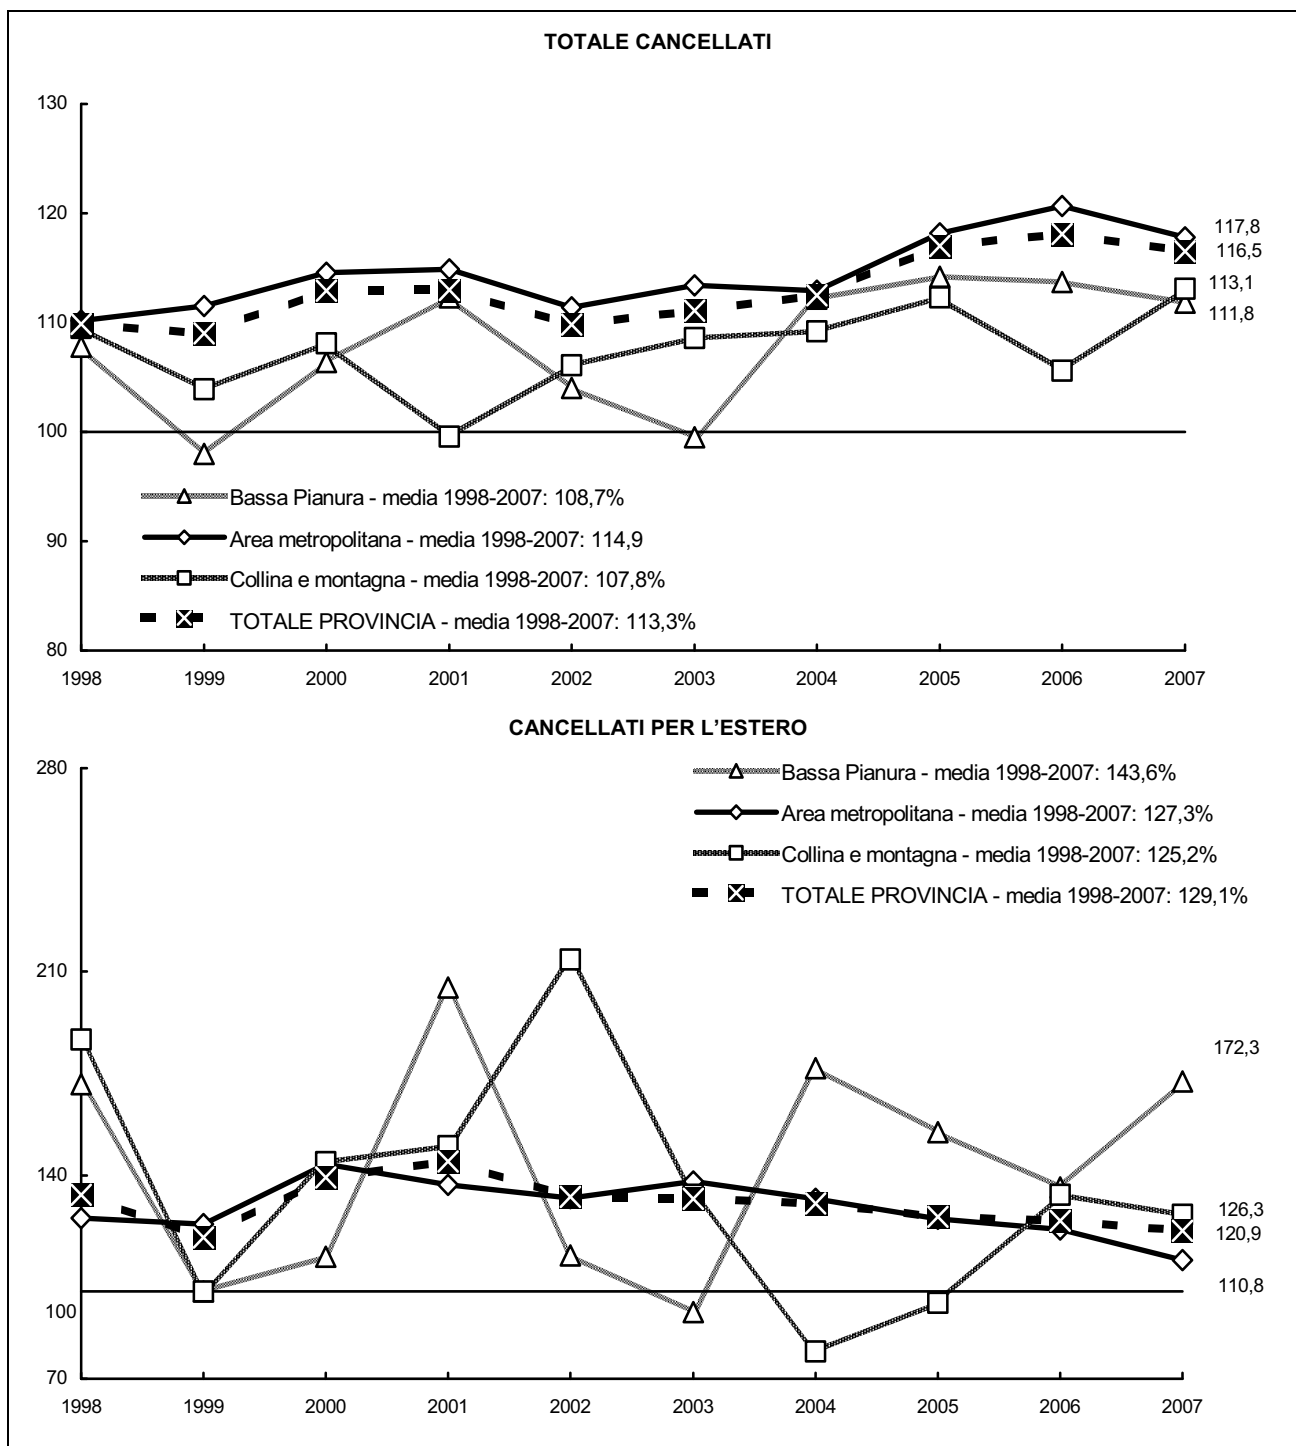 TOTALE CANCELLATI
130
120
110
100
90
80
117,8
116,5
113,1
111,8
Bassa Pianura - media 1998-2007: 108,7%
Area metropolitana - media 1998-2007: 114,9
Collina e montagna - media 1998-2007: 107,8%
TOTALE PROVINCIA - media 1998-2007: 113,3%
1998 1999 2000 2001 2002 2003 2004 2005 2006 2007
CANCELLATI PER L’ESTERO
280
210
140
100
70
Bassa Pianura - media 1998-2007: 143,6%
Area metropolitana - media 1998-2007: 127,3%
Collina e montagna - media 1998-2007: 125,2%
TOTALE PROVINCIA - media 1998-2007: 129,1%
172,3
126,3
120,9
110,8
1998 1999 2000 2001 2002 2003 2004 2005 2006 2007